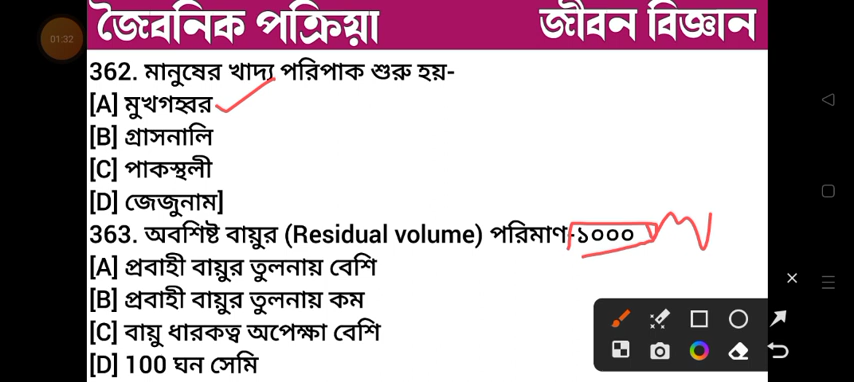 01:32
জৈবনিক পক্রিয়া
জীবন বিজ্ঞান
362. মানুষের খাদ্য পরিপাক শুরু হয়-
[A] মুখগহ্বর
[B] গ্রাসনালি
[C] পাকস্থলী
[D] জেজুনাম]
363. অবশিষ্ট বায়ুর (Residual volume) পরিমাণ-১০০০
[A] প্রবাহী বায়ুর তুলনায় বেশি
[B] প্রবাহী বায়ুর তুলনায় কম
[C] বায়ু ধারকত্ব অপেক্ষা বেশি
[D] 100 ঘন সেমি